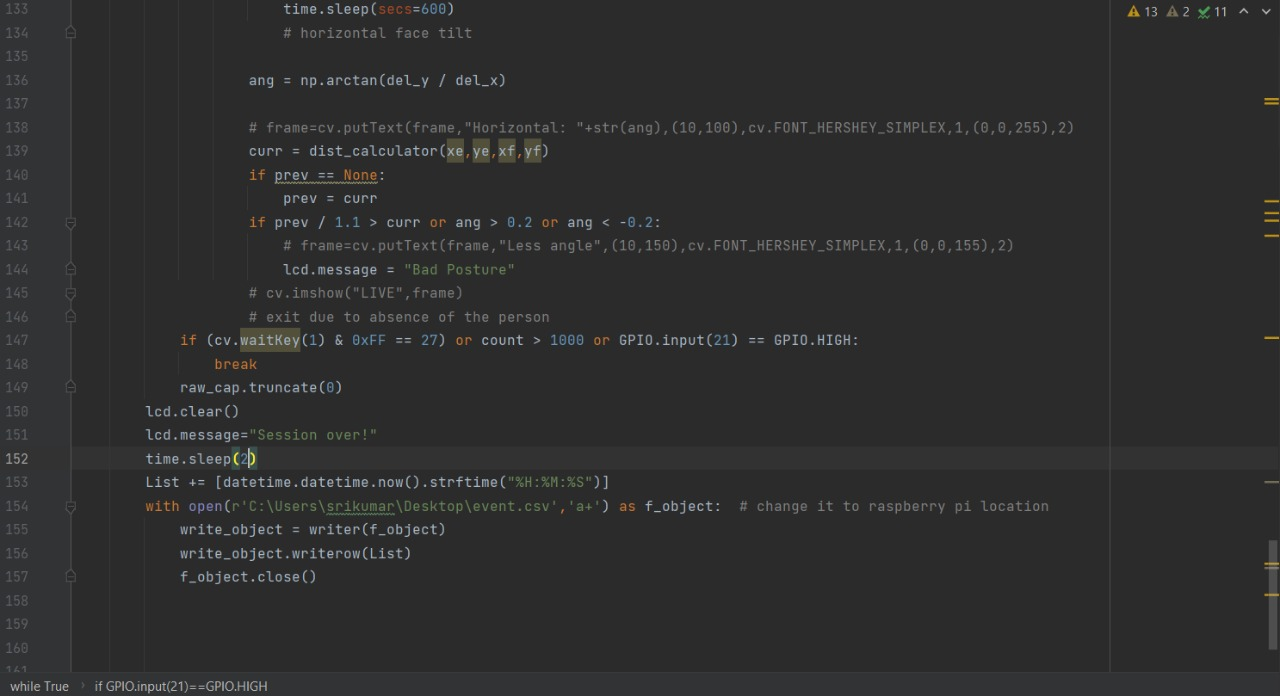 133                              time.sleep(secs=600)
134                              # horizontal face tilt
135
136                          ang = np.arctan(del_y / del_x)
137
138                          # frame=cv.putText(frame,"Horizontal: "+str(ang),(10,100),cv.FONT_HERSHEY_SIMPLEX,1,(0,0,255),2)
139                          curr = dist_calculator(xe,ye,xf,yf)
140                          if prev == None:
141                              prev = curr
142                          if prev / 1.1 > curr or ang > 0.2 or ang < -0.2:
143                              # frame=cv.putText(frame,"Less angle",(10,150),cv.FONT_HERSHEY_SIMPLEX,1,(0,0,155),2)
144                              lcd.message = "Bad Posture"
145                          # cv.imshow("LIVE",frame)
146                          # exit due to absence of the person
147                  if (cv.waitKey(1) & 0xFF == 27) or count > 1000 or GPIO.input(21) == GPIO.HIGH:
148                      break
149                  raw_cap.truncate(0)
150              lcd.clear()
151              lcd.message="Session over!"
152              time.sleep(2)
153              List += [datetime.datetime.now().strftime("%H:%M:%S")]
154              with open(r'C:\Users\srikumar\Desktop\event.csv','a+') as f_object:  # change it to raspberry pi location
155                  write_object = writer(f_object)
156                  write_object.writerow(List)
157                  f_object.close()
158
159
160
161
13 2 11
while True › if GPIO.input(21)==GPIO.HIGH